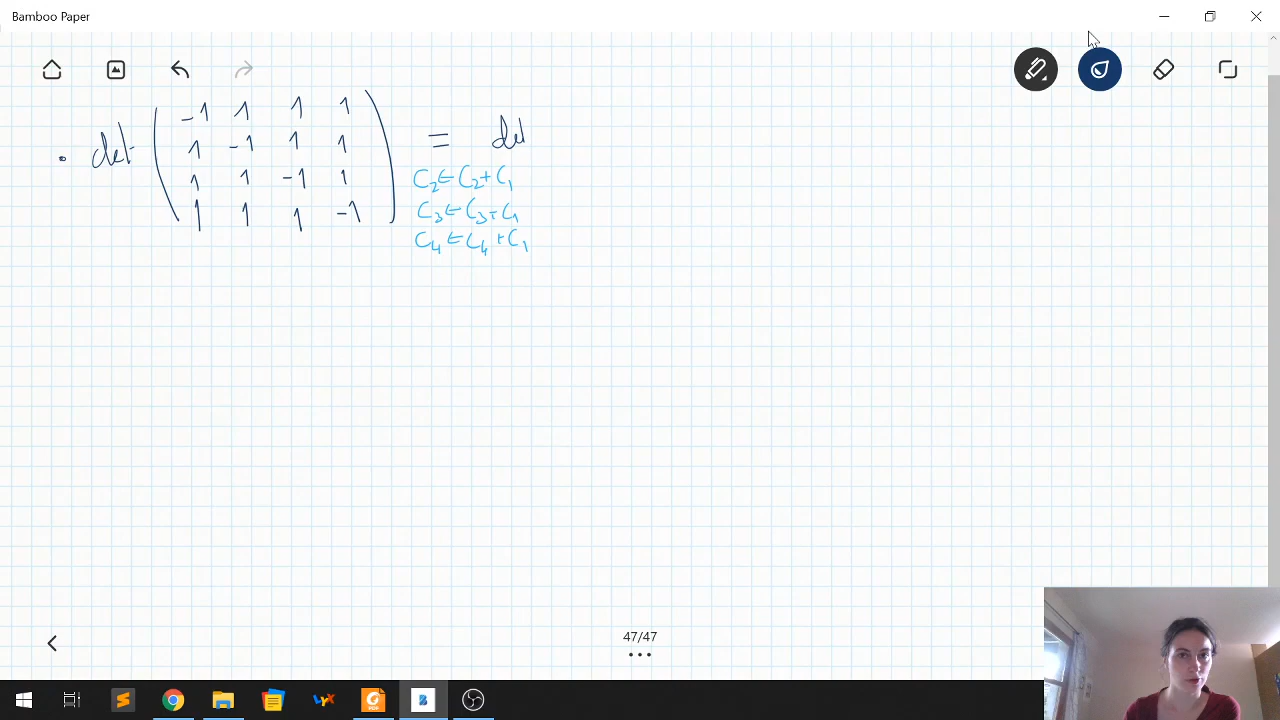 Bamboo Paper
• det ( -1 1 1 1 ) = det
1 -1 1 1
1 1 -1 1
1 1 1 -1
C₂ ← C₂ + C₁
C₃ ← C₃ + C₁
C₄ ← C₄ + C₁
47/47